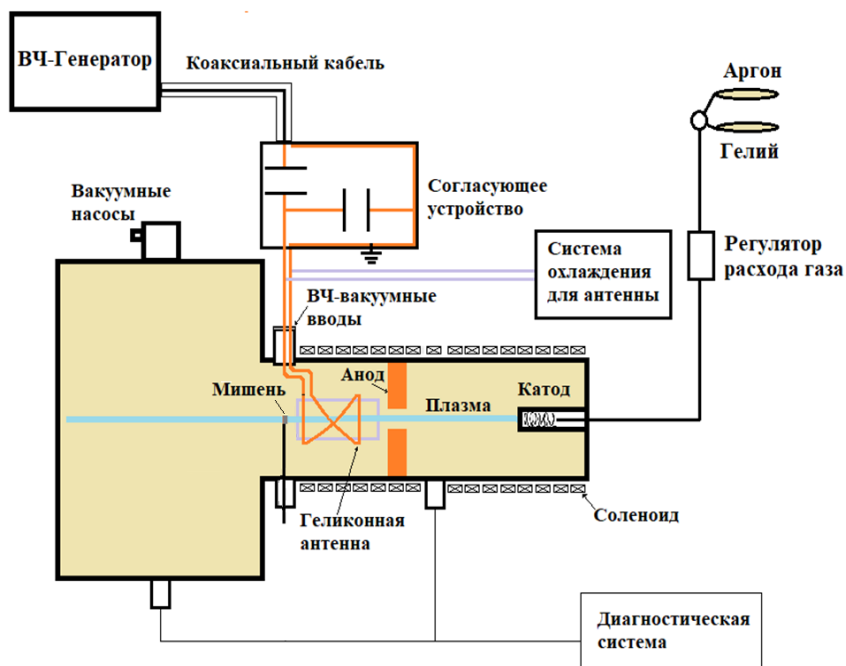 ВЧ-Генератор
Коаксиальный кабель
Аргон
Гелий
Вакуумные
насосы
Согласующее
устройство
Система
охлаждения
для антенны
Регулятор
расхода газа
ВЧ-вакуумные
вводы
Анод
Мишень
Плазма
Катод
Геликонная
антенна
Соленоид
Диагностическая
система